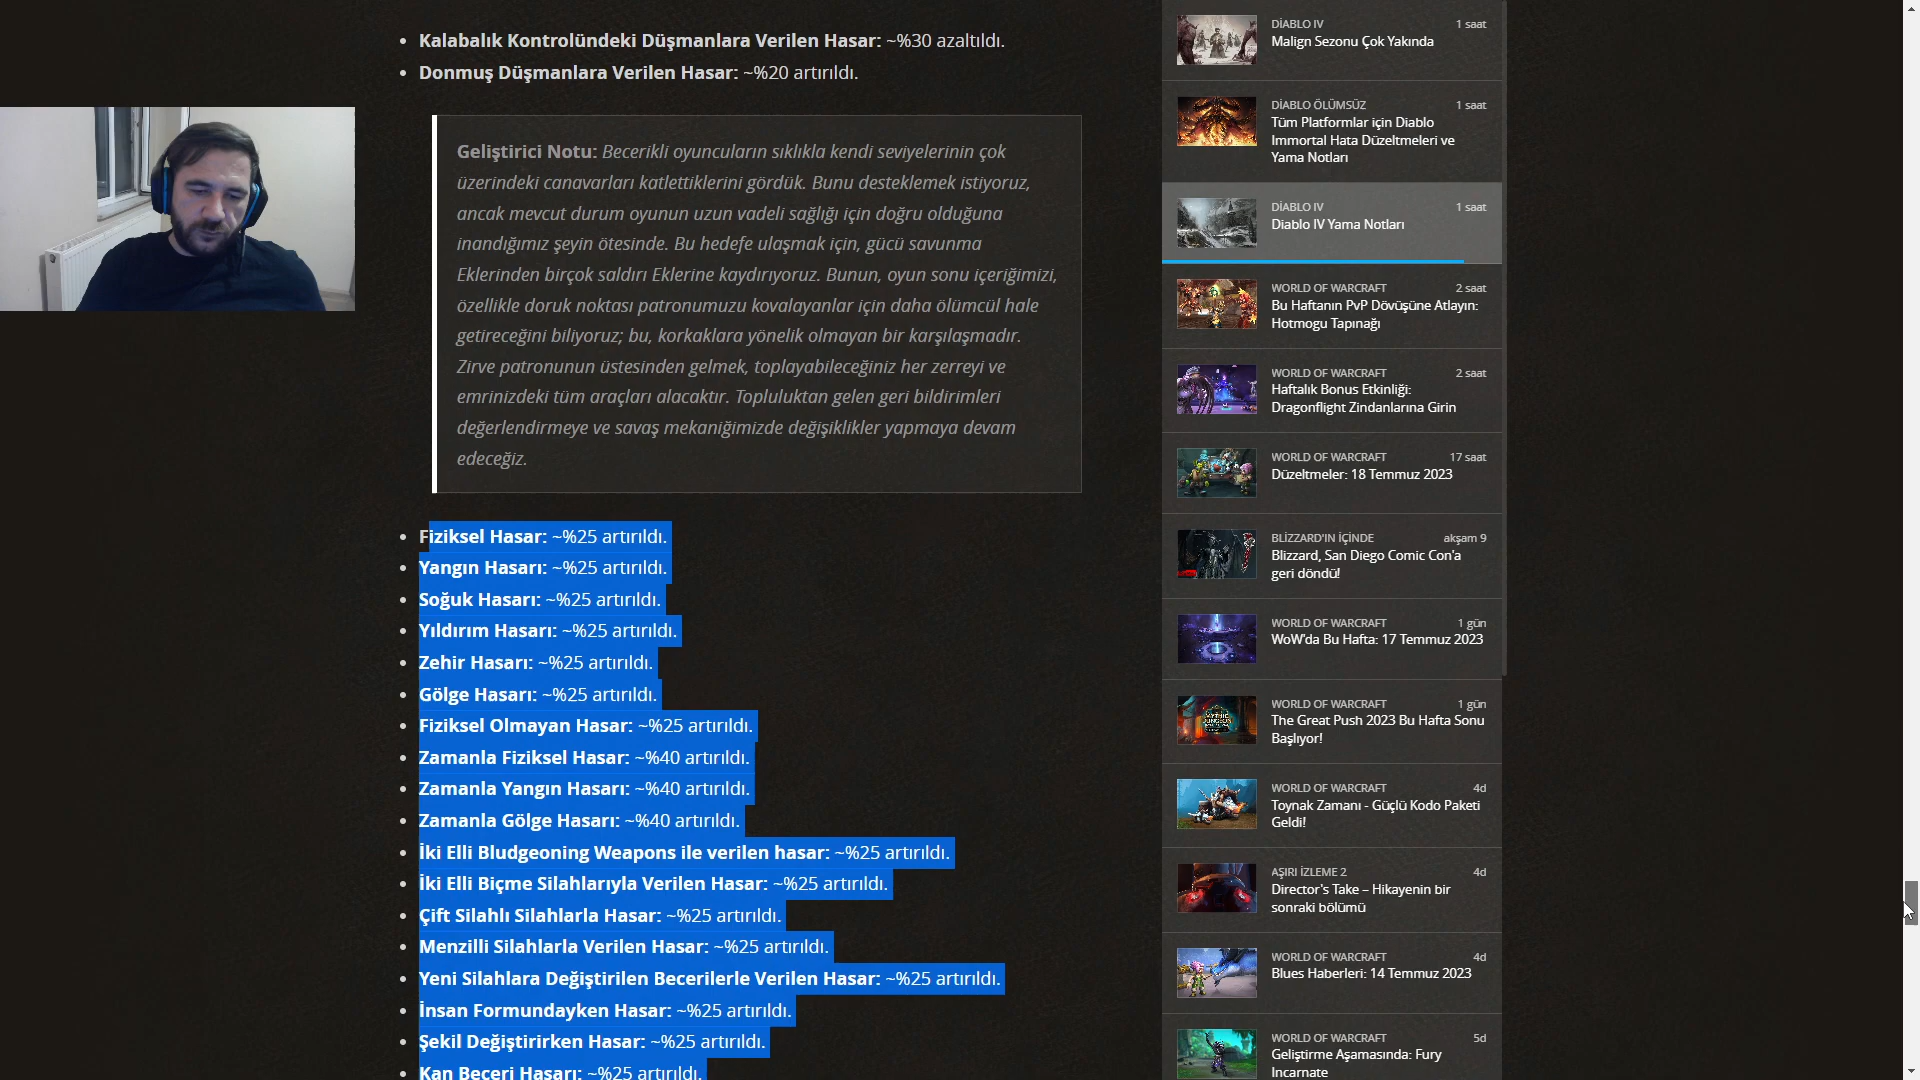 Kalabalık Kontrolündeki Düşmanlara Verilen Hasar: ~%30 azaltıldı.
Donmuş Düşmanlara Verilen Hasar: ~%20 artırıldı.
Geliştirici Notu: Becerikli oyuncuların sıklıkla kendi seviyelerinin çok
üzerindeki canavarları katlettiklerini gördük. Bunu desteklemek istiyoruz,
ancak mevcut durum oyunun uzun vadeli sağlığı için doğru olduğuna
inandığımız şeyin ötesinde. Bu hedefe ulaşmak için, gücü savunma
Eklerinden birçok saldırı Eklerine kaydırıyoruz. Bunun, oyun sonu içeriğimizi,
özellikle doruk noktası patronumuzu kovalayanlar için daha ölümcül hale
getireceğini biliyoruz; bu, korkaklara yönelik olmayan bir karşılaşmadır.
Zirve patronunun üstesinden gelmek, toplayabileceğiniz her zerreyi ve
emrinizdeki tüm araçları alacaktır. Topluluktan gelen geri bildirimleri
değerlendirmeye ve savaş mekaniğimizde değişiklikler yapmaya devam
edeceğiz.
Fiziksel Hasar: ~%25 artırıldı.
Yangın Hasarı: ~%25 artırıldı.
Soğuk Hasarı: ~%25 artırıldı.
Yıldırım Hasarı: ~%25 artırıldı.
Zehir Hasarı: ~%25 artırıldı.
Gölge Hasarı: ~%25 artırıldı.
Fiziksel Olmayan Hasar: ~%25 artırıldı.
Zamanla Fiziksel Hasar: ~%40 artırıldı.
Zamanla Yangın Hasarı: ~%40 artırıldı.
Zamanla Gölge Hasarı: ~%40 artırıldı.
İki Elli Bludgeoning Weapons ile verilen hasar: ~%25 artırıldı.
İki Elli Biçme Silahlarıyla Verilen Hasar: ~%25 artırıldı.
Çift Silahlı Silahlarla Hasar: ~%25 artırıldı.
Menzilli Silahlarla Verilen Hasar: ~%25 artırıldı.
Yeni Silahlara Değiştirilen Becerilerle Verilen Hasar: ~%25 artırıldı.
İnsan Formundayken Hasar: ~%25 artırıldı.
Şekil Değiştirirken Hasar: ~%25 artırıldı.
Kan Beceri Hasarı: ~%25 artırıldı.
DİABLO IV 1 saat
Malign Sezonu Çok Yakında
DİABLO ÖLÜMSÜZ 1 saat
Tüm Platformlar için Diablo
Immortal Hata Düzeltmeleri ve
Yama Notları
DİABLO IV 1 saat
Diablo IV Yama Notları
WORLD OF WARCRAFT 2 saat
Bu Haftanın PvP Dövüşüne Atlayın:
Hotmogu Tapınağı
WORLD OF WARCRAFT 2 saat
Haftalık Bonus Etkinliği:
Dragonflight Zindanlarına Girin
WORLD OF WARCRAFT 17 saat
Düzeltmeler: 18 Temmuz 2023
BLİZZARD'IN İÇİNDE akşam 9
Blizzard, San Diego Comic Con'a
geri döndü!
WORLD OF WARCRAFT 1 gün
WoW'da Bu Hafta: 17 Temmuz 2023
WORLD OF WARCRAFT 1 gün
The Great Push 2023 Bu Hafta Sonu
Başlıyor!
WORLD OF WARCRAFT 4d
Toynak Zamanı - Güçlü Kodo Paketi
Geldi!
AŞIRI İZLEME 2 4d
Director's Take – Hikayenin bir
sonraki bölümü
WORLD OF WARCRAFT 4d
Blues Haberleri: 14 Temmuz 2023
WORLD OF WARCRAFT 5d
Geliştirme Aşamasında: Fury
Incarnate